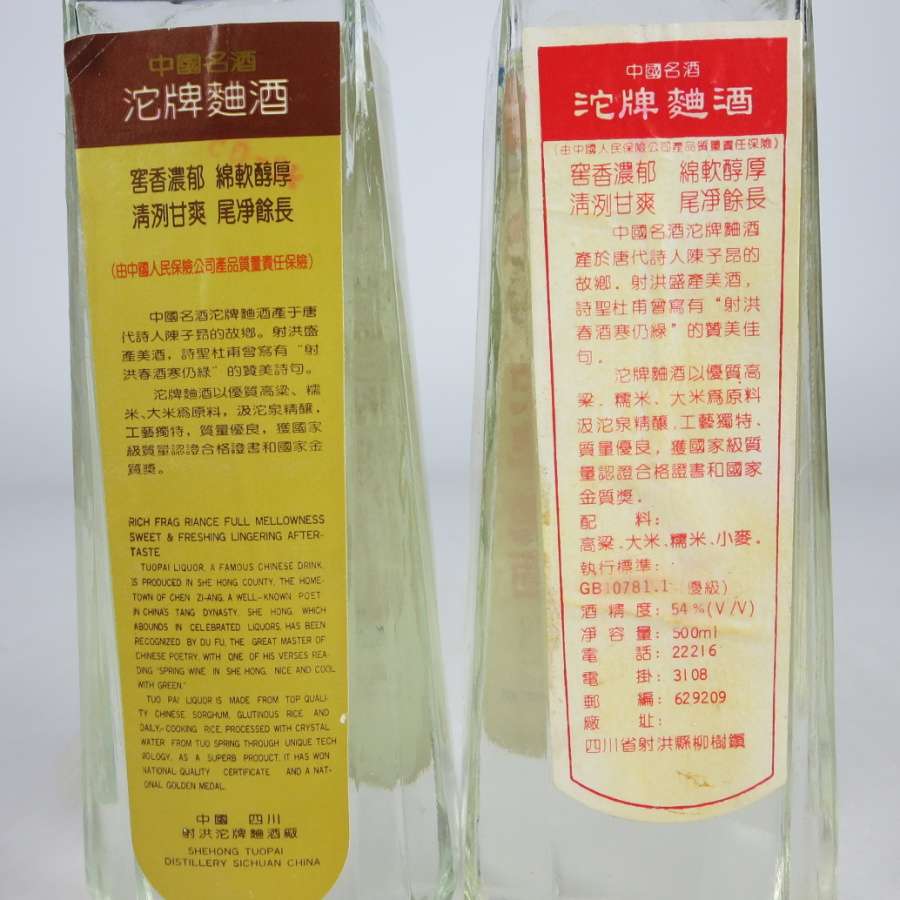 中國名酒
沱牌麯酒
窖香濃郁 綿軟醇厚
清洌甘爽 尾凈餘長
(由中國人民保險公司產品質量責任保險)
中國名酒沱牌麯酒產于唐
代詩人陳子昂的故鄉。射洪盛
產美酒，詩聖杜甫曾寫有“射
洪春酒寒仍綠”的贊美詩句。
沱牌麯酒以優質高梁、糯
米、大米爲原料，汲沱泉精釀，
工藝獨特，質量優良，獲國家
級質量認證合格證書和國家金
質獎。
RICH FRAG RIANCE FULL MELLOWNESS
SWEET & FRESHING LINGERING AFTER-
TASTE
TUOPAI LIQUOR, A FAMOUS CHINESE DRINK,
IS PRODUCED IN SHE HONG COUNTY, THE HOME-
TOWN OF CHEN ZI-ANG, A WELL-KNOWN POET
IN CHINA'S TANG DYNASTY. SHE HONG, WHICH
ABOUNDS IN CELEBRATED LIQUORS, HAS BEEN
RECOGNIZED BY DU FU, THE GREAT MASTER OF
CHINESE POETRY, WITH ONE OF HIS VERSES REA-
DING "SPRING WINE IN SHE HONG, NICE AND COOL
WITH GREEN."
TUO PAI LIQUOR IS MADE FROM TOP QUALI-
TY CHINESE SORGHUM, GLUTINOUS RICE AND
DAILY-COOKING RICE, PROCESSED WITH CRYSTAL
WATER FROM TUO SPRING THROUGH UNIQUE TECH
NOLOGY. AS A SUPERB PRODUCT, IT HAS WON
NATIONAL QUALITY CERTIFICATE AND A NAT-
ONAL GOLDEN MEDAL.
中國 四川
射洪沱牌麯酒廠
SHEHONG TUOPAI
DISTILLERY SICHUAN CHINA
中國名酒
沱牌麯酒
(由中國人民保險公司產品質量責任保險)
窖香濃郁 綿軟醇厚
清洌甘爽 尾凈餘長
中國名酒沱牌麯酒
產於唐代詩人陳子昂的
故鄉．射洪盛產美酒，
詩聖杜甫曾寫有“射洪
春酒寒仍綠”的贊美佳
句．
沱牌麯酒以優質高
梁．糯米、大米爲原料
汲沱泉精釀．工藝獨特、
質量優良，獲國家級質
量認證合格證書和國家
金質獎．
配 料：
高梁、大米、糯米、小麥。
執行標準：
GB10781.1 (優級)
酒精度：54%(V/V)
净容量：500ml
電 話：22216
電 掛：3108
郵 編：629209
廠 址：
四川省射洪縣柳樹鎮